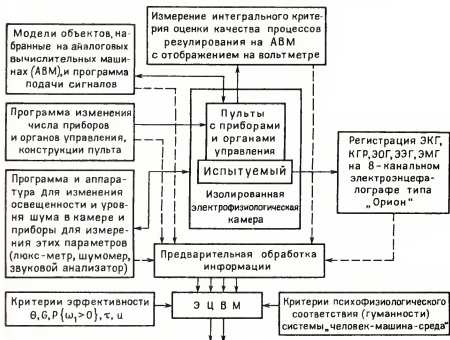 Модели объектов, на-
бранные на аналоговых
вычислительных маши-
нах (АВМ), и программа
подачи сигналов
Измерение интегрального крите-
рия оценки качества процессов
регулирования на АВМ
с отображением на вольтметре
Программа изменения
числа приборов
и органов управления,
конструкции пульта
Пульты
с приборами
и органами
управления
Испытуемый
Изолированная
электрофизиологическая
камера
Регистрация ЭКГ,
КГР, ЭОГ, ЭЭГ, ЭМГ
на 8-канальном
электроэнцефа-
лографе типа
„Орион"
Программа и аппара-
тура для изменения
освещенности и уров-
ня шума в камере и
приборы для измере-
ния этих параметров
(люкс-метр, шумомер,
звуковой анализатор)
Предварительная обработка
информации
Критерии эффективности
θ, G, P{ω₁>0}, τ, u
ЭЦВМ
Критерии психофизиологического
соответствия (гуманности)
системы „человек-машина-среда"